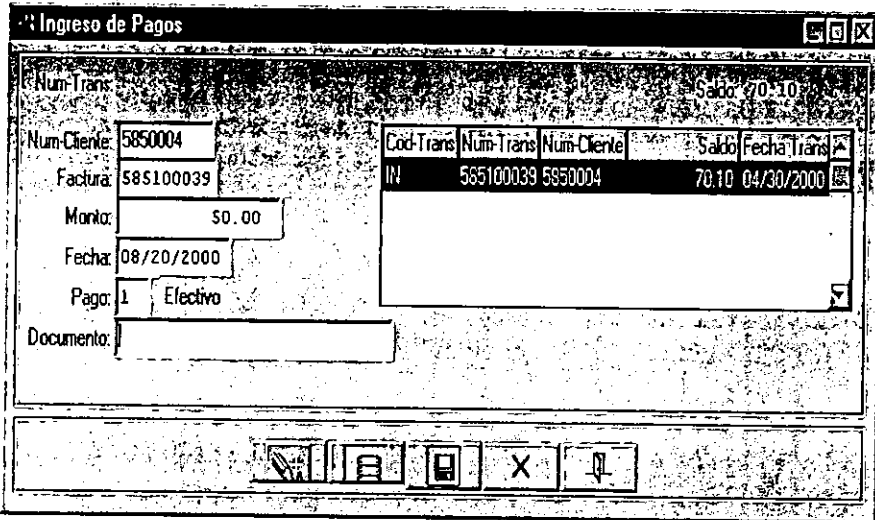 Ingreso de Pagos
Num-Trans: Saldo: 70.10
Num-Cliente: 5850004
Factura: 585100039
Monto: $0.00
Fecha: 08/20/2000
Pago: 1 Efectivo
Documento:
Cod-Trans Num-Trans Num-Cliente Saldo Fecha Trans
IN 585100039 5850004 70.10 04/30/2000